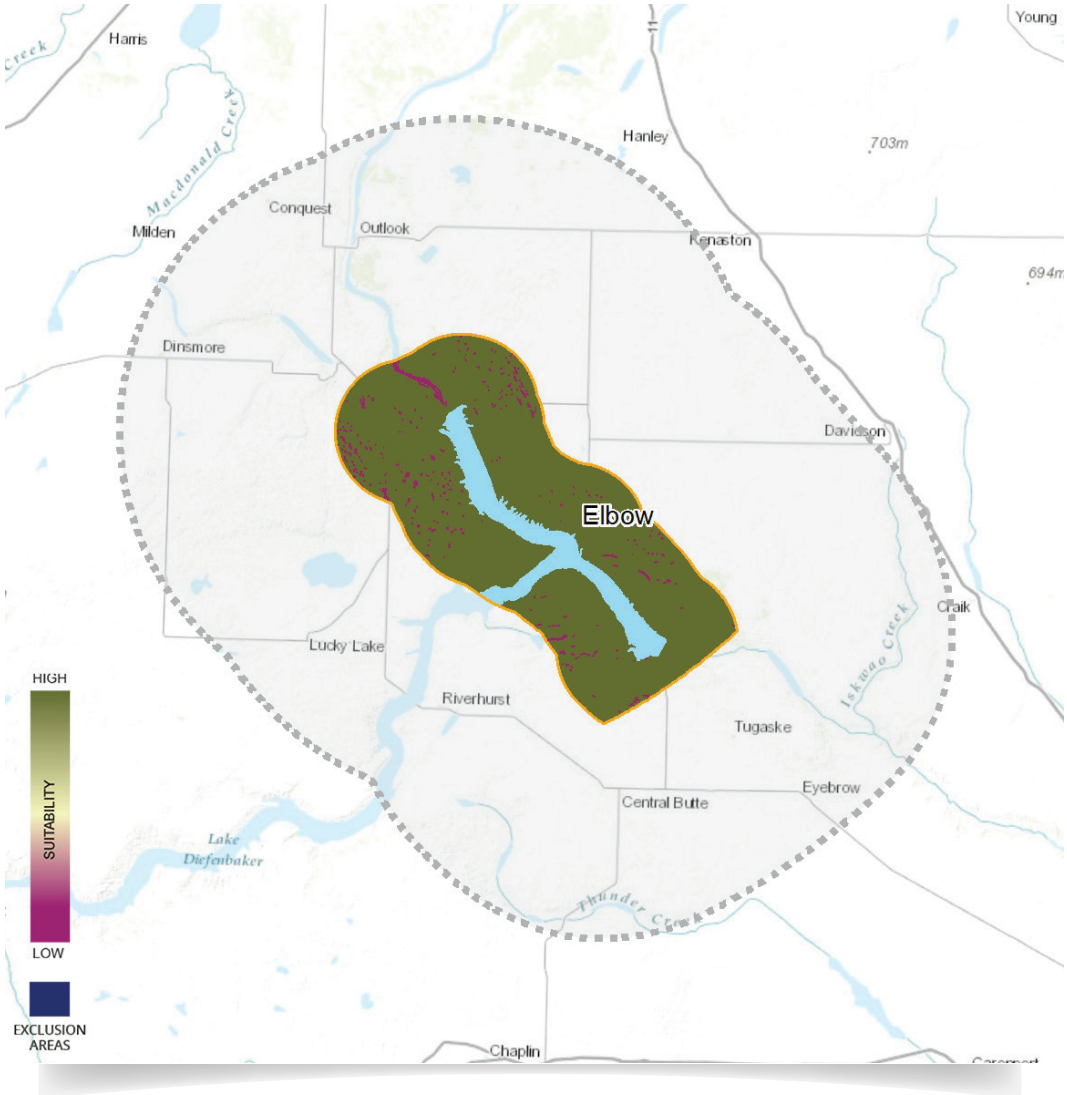 Young
Harris
11
Creek
Hanley
703m
Macdonald Creek
Conquest
Outlook
Milden
Kenaston
694m
Dinsmore
Davidson
Elbow
Craik
Iskwao Creek
Lucky Lake
HIGH
Riverhurst
Tugaske
SUITABILITY
Eyebrow
Central Butte
Lake
Diefenbaker
Thunder Creek
LOW
EXCLUSION
AREAS
Chaplin